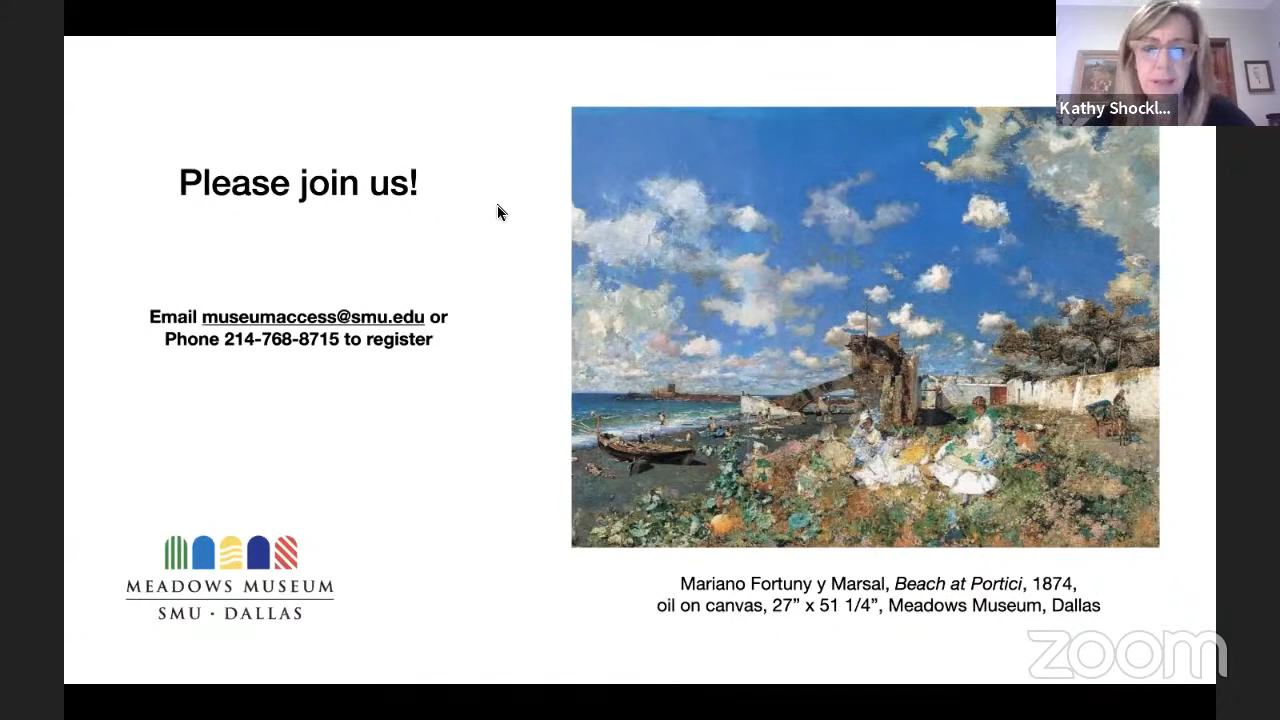 Kathy Shockl...
Please join us!
Email museumaccess@smu.edu or
Phone 214-768-8715 to register
MEADOWS MUSEUM
SMU · DALLAS
Mariano Fortuny y Marsal, Beach at Portici, 1874,
oil on canvas, 27” x 51 1/4”, Meadows Museum, Dallas
zoom